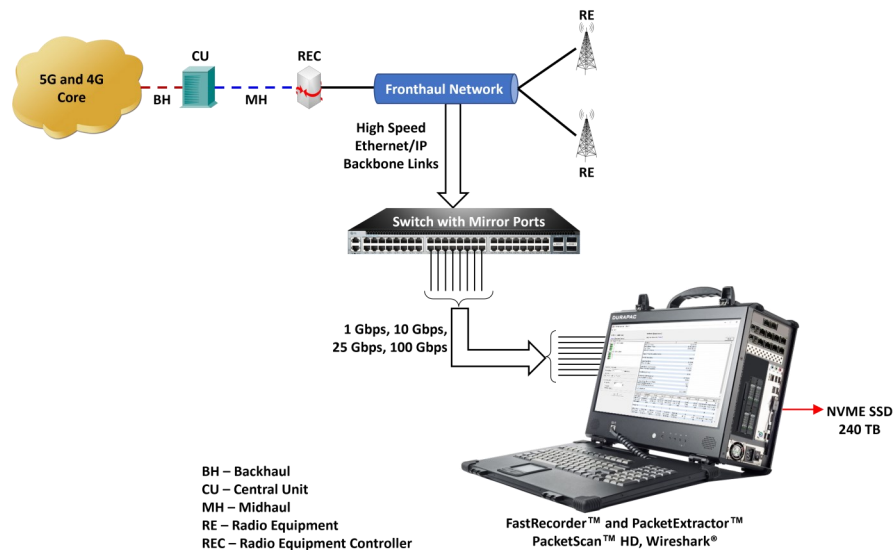 RE
CU
REC
5G and 4G
Core
BH
MH
Fronthaul Network
High Speed
Ethernet/IP
Backbone Links
RE
Switch with Mirror Ports
1 Gbps, 10 Gbps,
25 Gbps, 100 Gbps
DURAPAC
NVME SSD
240 TB
BH – Backhaul
CU – Central Unit
MH – Midhaul
RE – Radio Equipment
REC – Radio Equipment Controller
FastRecorder™ and PacketExtractor™
PacketScan™ HD, Wireshark®